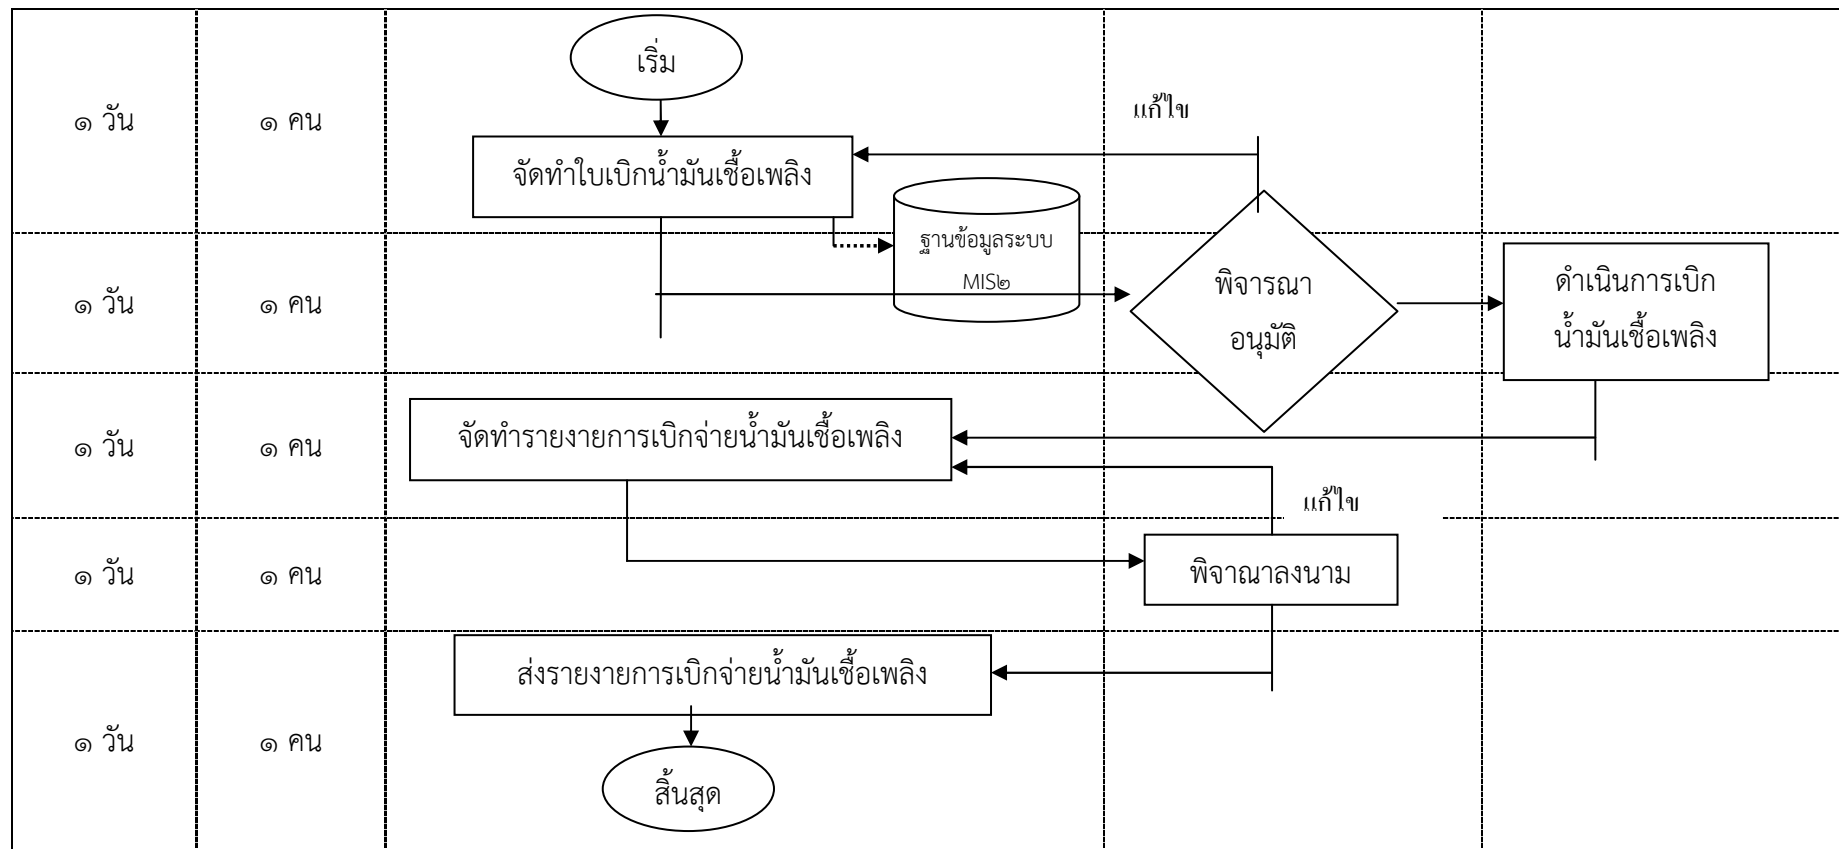 เริ่ม
๑ วัน
๑ คน
แก้ไข
จัดทำใบเบิกน้ำมันเชื้อเพลิง
ฐานข้อมูลระบบ
MIS๒
๑ วัน
๑ คน
พิจารณา
อนุมัติ
ดำเนินการเบิก
น้ำมันเชื้อเพลิง
๑ วัน
๑ คน
จัดทำรายงายการเบิกจ่ายน้ำมันเชื้อเพลิง
แก้ไข
๑ วัน
๑ คน
พิจาณาลงนาม
ส่งรายงายการเบิกจ่ายน้ำมันเชื้อเพลิง
๑ วัน
๑ คน
สิ้นสุด